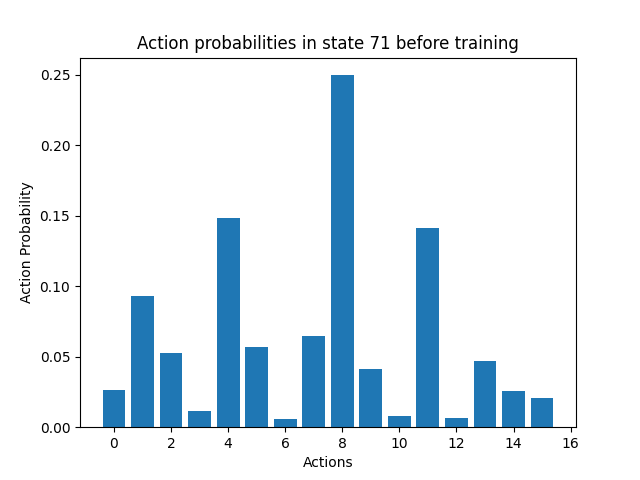 Action probabilities in state 71 before training
0.25
0.20
0.15
0.10
0.05
0.00
Action Probability
0 2 4 6 8 10 12 14 16
Actions